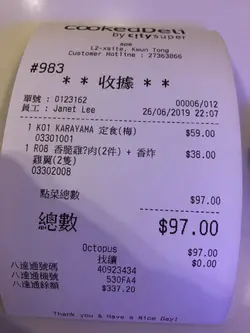 cookedDeli
by citysuper
apm
L2-xsite, Kwun Tong
Customer Hotline : 27363866
#983
**收據**
單號 : 0123162 00006/012
員工 : Janet Lee 26/06/2019 22:07
1 K01 KARAYAMA 定食(梅) $59.00
03301001
1 R08 香脆雞?肉(2件) + 香炸 $38.00
雞翼(2隻)
03302008
點菜總數 $97.00
總數 $97.00
Octopus $97.00
找續 $0.00
八達通號碼 40923434
八達通機號 530FA4
八達通餘額 $337.20
Thank you & Have a Nice Day!